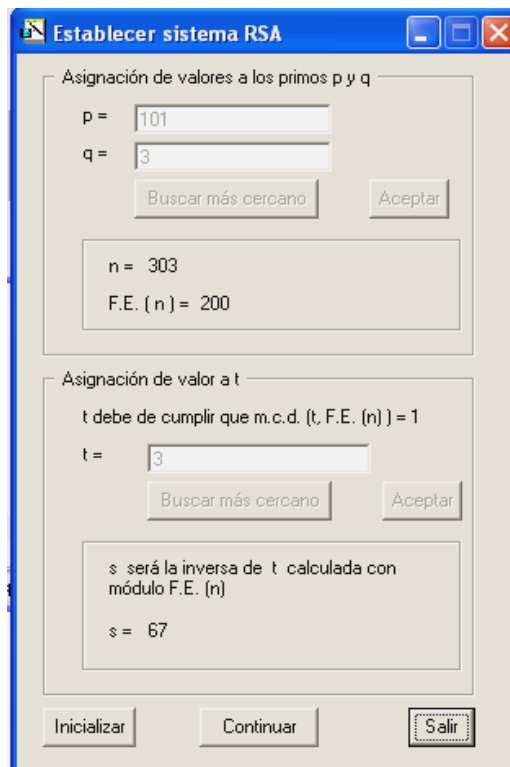 Establecer sistema RSA
Asignación de valores a los primos p y q
p = 101
q = 3
Buscar más cercano Aceptar
n = 303
F.E. ( n ) = 200
Asignación de valor a t
t debe de cumplir que m.c.d. (t, F.E. (n) ) = 1
t = 3
Buscar más cercano Aceptar
s será la inversa de t calculada con
módulo F.E. (n)
s = 67
Inicializar Continuar Salir